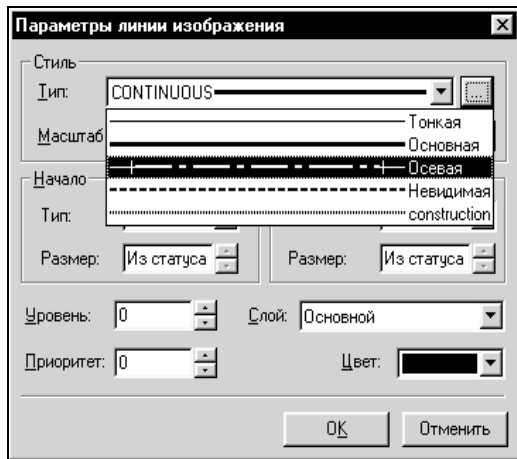 Параметры линии изображения
Стиль
Тип: CONTINUOUS ...
Тонкая
Масштаб
Основная
Осевая
Начало
Невидимая
Тип: construction
Размер: Из статуса Размер: Из статуса
Уровень: 0 Слой: Основной
Приоритет: 0 Цвет:
OK Отменить